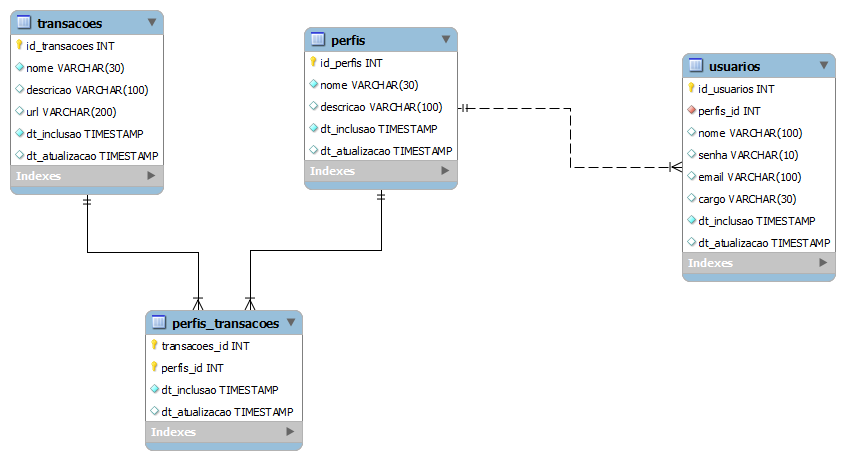 transacoes
id_transacoes INT
nome VARCHAR(30)
descricao VARCHAR(100)
url VARCHAR(200)
dt_inclusao TIMESTAMP
dt_atualizacao TIMESTAMP
Indexes
perfis
id_perfis INT
nome VARCHAR(30)
descricao VARCHAR(100)
dt_inclusao TIMESTAMP
dt_atualizacao TIMESTAMP
Indexes
usuarios
id_usuarios INT
perfis_id INT
nome VARCHAR(100)
senha VARCHAR(10)
email VARCHAR(100)
cargo VARCHAR(30)
dt_inclusao TIMESTAMP
dt_atualizacao TIMESTAMP
Indexes
perfis_transacoes
transacoes_id INT
perfis_id INT
dt_inclusao TIMESTAMP
dt_atualizacao TIMESTAMP
Indexes